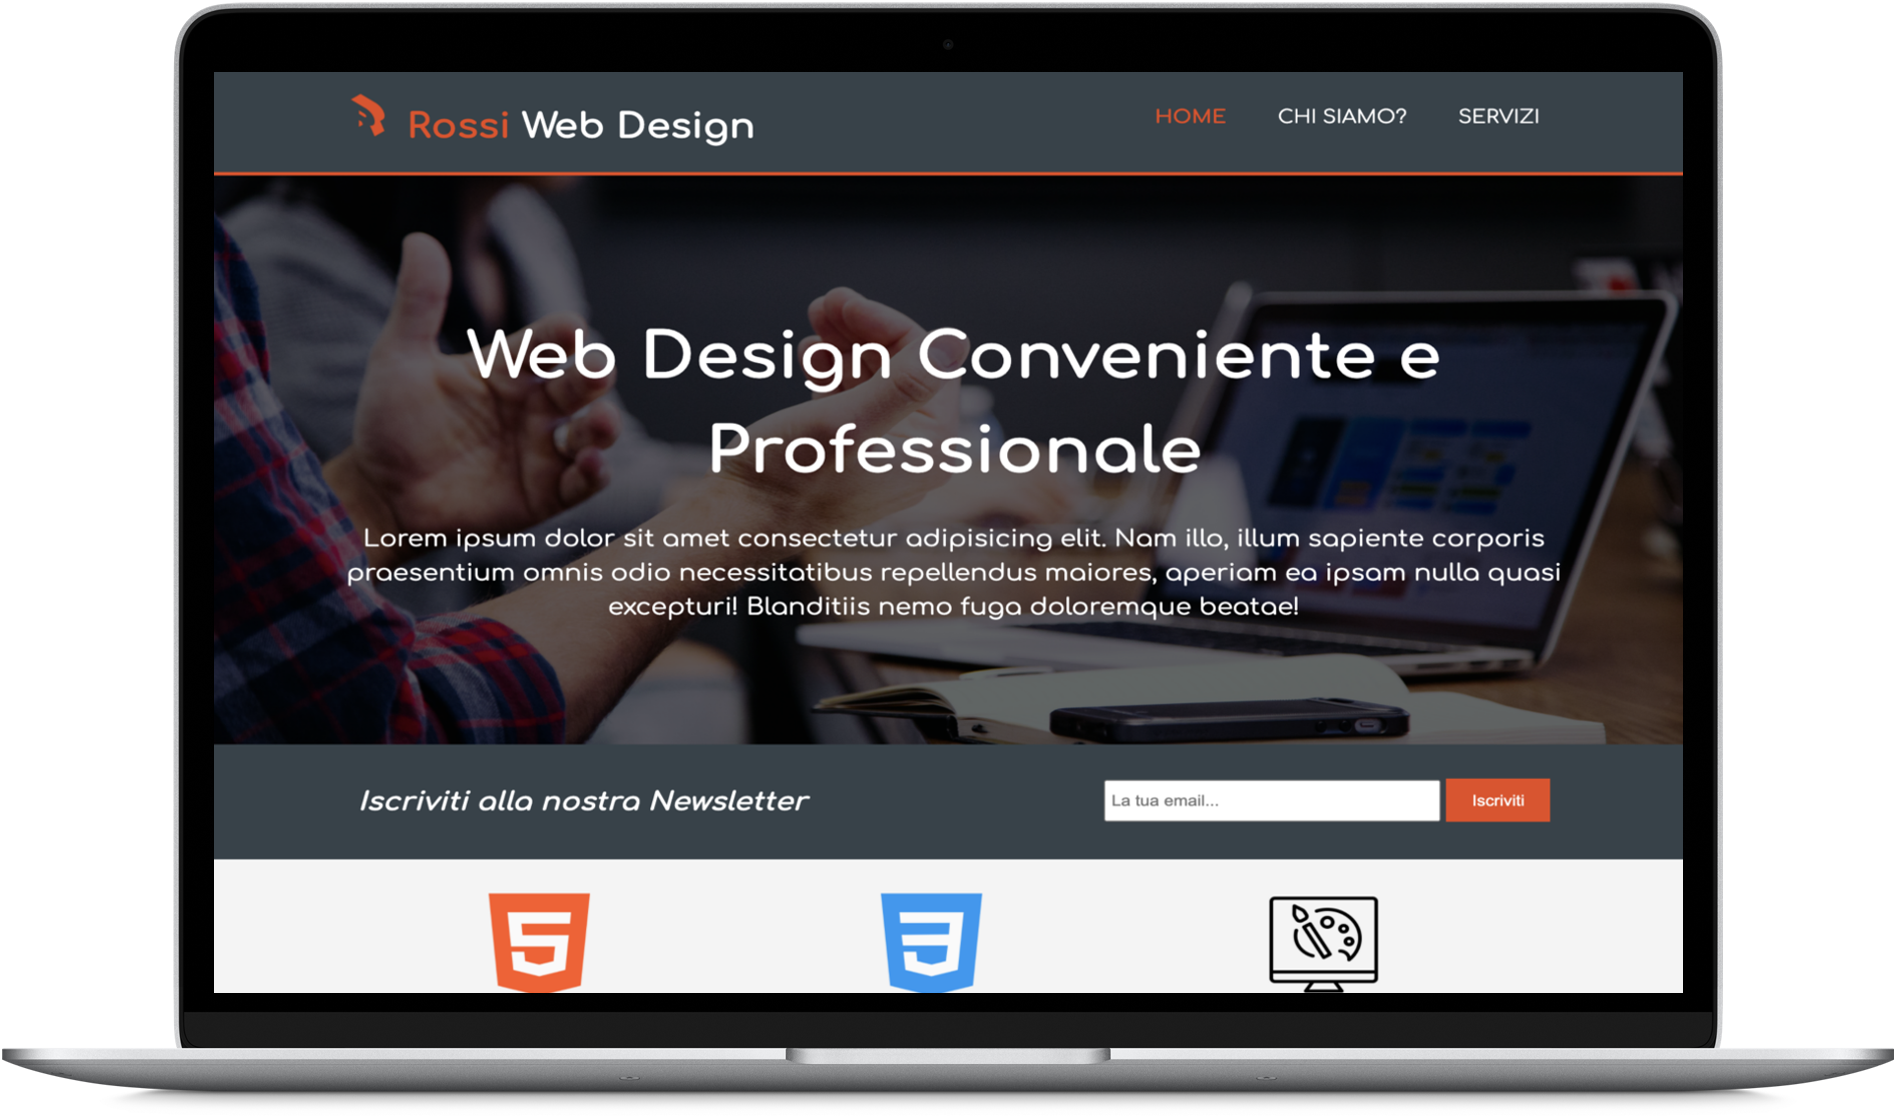 Rossi Web Design
HOME CHI SIAMO? SERVIZI
Web Design Conveniente e
Professionale
Lorem ipsum dolor sit amet consectetur adipisicing elit. Nam illo, illum sapiente corporis
praesentium omnis odio necessitatibus repellendus maiores, aperiam ea ipsam nulla quasi
excepturi! Blanditiis nemo fuga doloremque beatae!
Iscriviti alla nostra Newsletter
La tua email...
Iscriviti
5
3